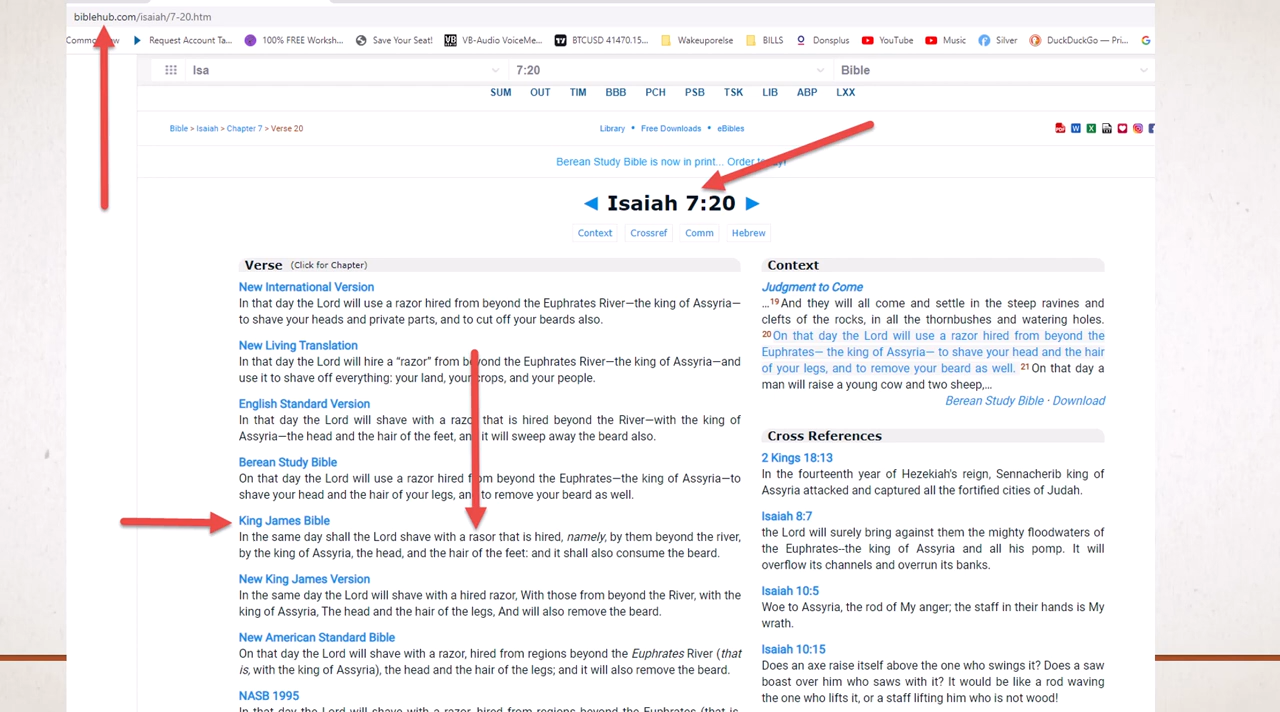 biblehub.com/isaiah/7-20.htm
Request Account Ta... 100% FREE Worksh... Save Your Seat! VB-Audio VoiceMe... BTCUSD 41470.15... Wakeuporelse BILLS Donsplus YouTube Music Silver DuckDuckGo — Pri...
Isa 7:20 Bible
SUM OUT TIM BBB PCH PSB TSK LIB ABP LXX
Bible > Isaiah > Chapter 7 > Verse 20
Library • Free Downloads • eBibles
Berean Study Bible is now in print... Order today!
◄ Isaiah 7:20 ►
Context Crossref Comm Hebrew
Verse (Click for Chapter)
New International Version
In that day the Lord will use a razor hired from beyond the Euphrates River—the king of Assyria—
to shave your heads and private parts, and to cut off your beards also.
New Living Translation
In that day the Lord will hire a “razor” from beyond the Euphrates River—the king of Assyria—and
use it to shave off everything: your land, your crops, and your people.
English Standard Version
In that day the Lord will shave with a razor that is hired beyond the River—with the king of
Assyria—the head and the hair of the feet, and it will sweep away the beard also.
Berean Study Bible
On that day the Lord will use a razor hired from beyond the Euphrates—the king of Assyria—to
shave your head and the hair of your legs, and to remove your beard as well.
King James Bible
In the same day shall the Lord shave with a rasor that is hired, namely, by them beyond the river,
by the king of Assyria, the head, and the hair of the feet: and it shall also consume the beard.
New King James Version
In the same day the Lord will shave with a hired razor, With those from beyond the River, with the
king of Assyria, The head and the hair of the legs, And will also remove the beard.
New American Standard Bible
On that day the Lord will shave with a razor, hired from regions beyond the Euphrates River (that
is, with the king of Assyria), the head and the hair of the legs; and it will also remove the beard.
NASB 1995
In that day the Lord will shave with a razor, hired from regions beyond the Euphrates (that is,
Context
Judgment to Come
…19And they will all come and settle in the steep ravines and
clefts of the rocks, in all the thornbushes and watering holes.
20On that day the Lord will use a razor hired from beyond the
Euphrates— the king of Assyria— to shave your head and the hair
of your legs, and to remove your beard as well. 21On that day a
man will raise a young cow and two sheep,…
Berean Study Bible · Download
Cross References
2 Kings 18:13
In the fourteenth year of Hezekiah's reign, Sennacherib king of
Assyria attacked and captured all the fortified cities of Judah.
Isaiah 8:7
the Lord will surely bring against them the mighty floodwaters of
the Euphrates--the king of Assyria and all his pomp. It will
overflow its channels and overrun its banks.
Isaiah 10:5
Woe to Assyria, the rod of My anger; the staff in their hands is My
wrath.
Isaiah 10:15
Does an axe raise itself above the one who swings it? Does a saw
boast over him who saws with it? It would be like a rod waving
the one who lifts it, or a staff lifting him who is not wood!